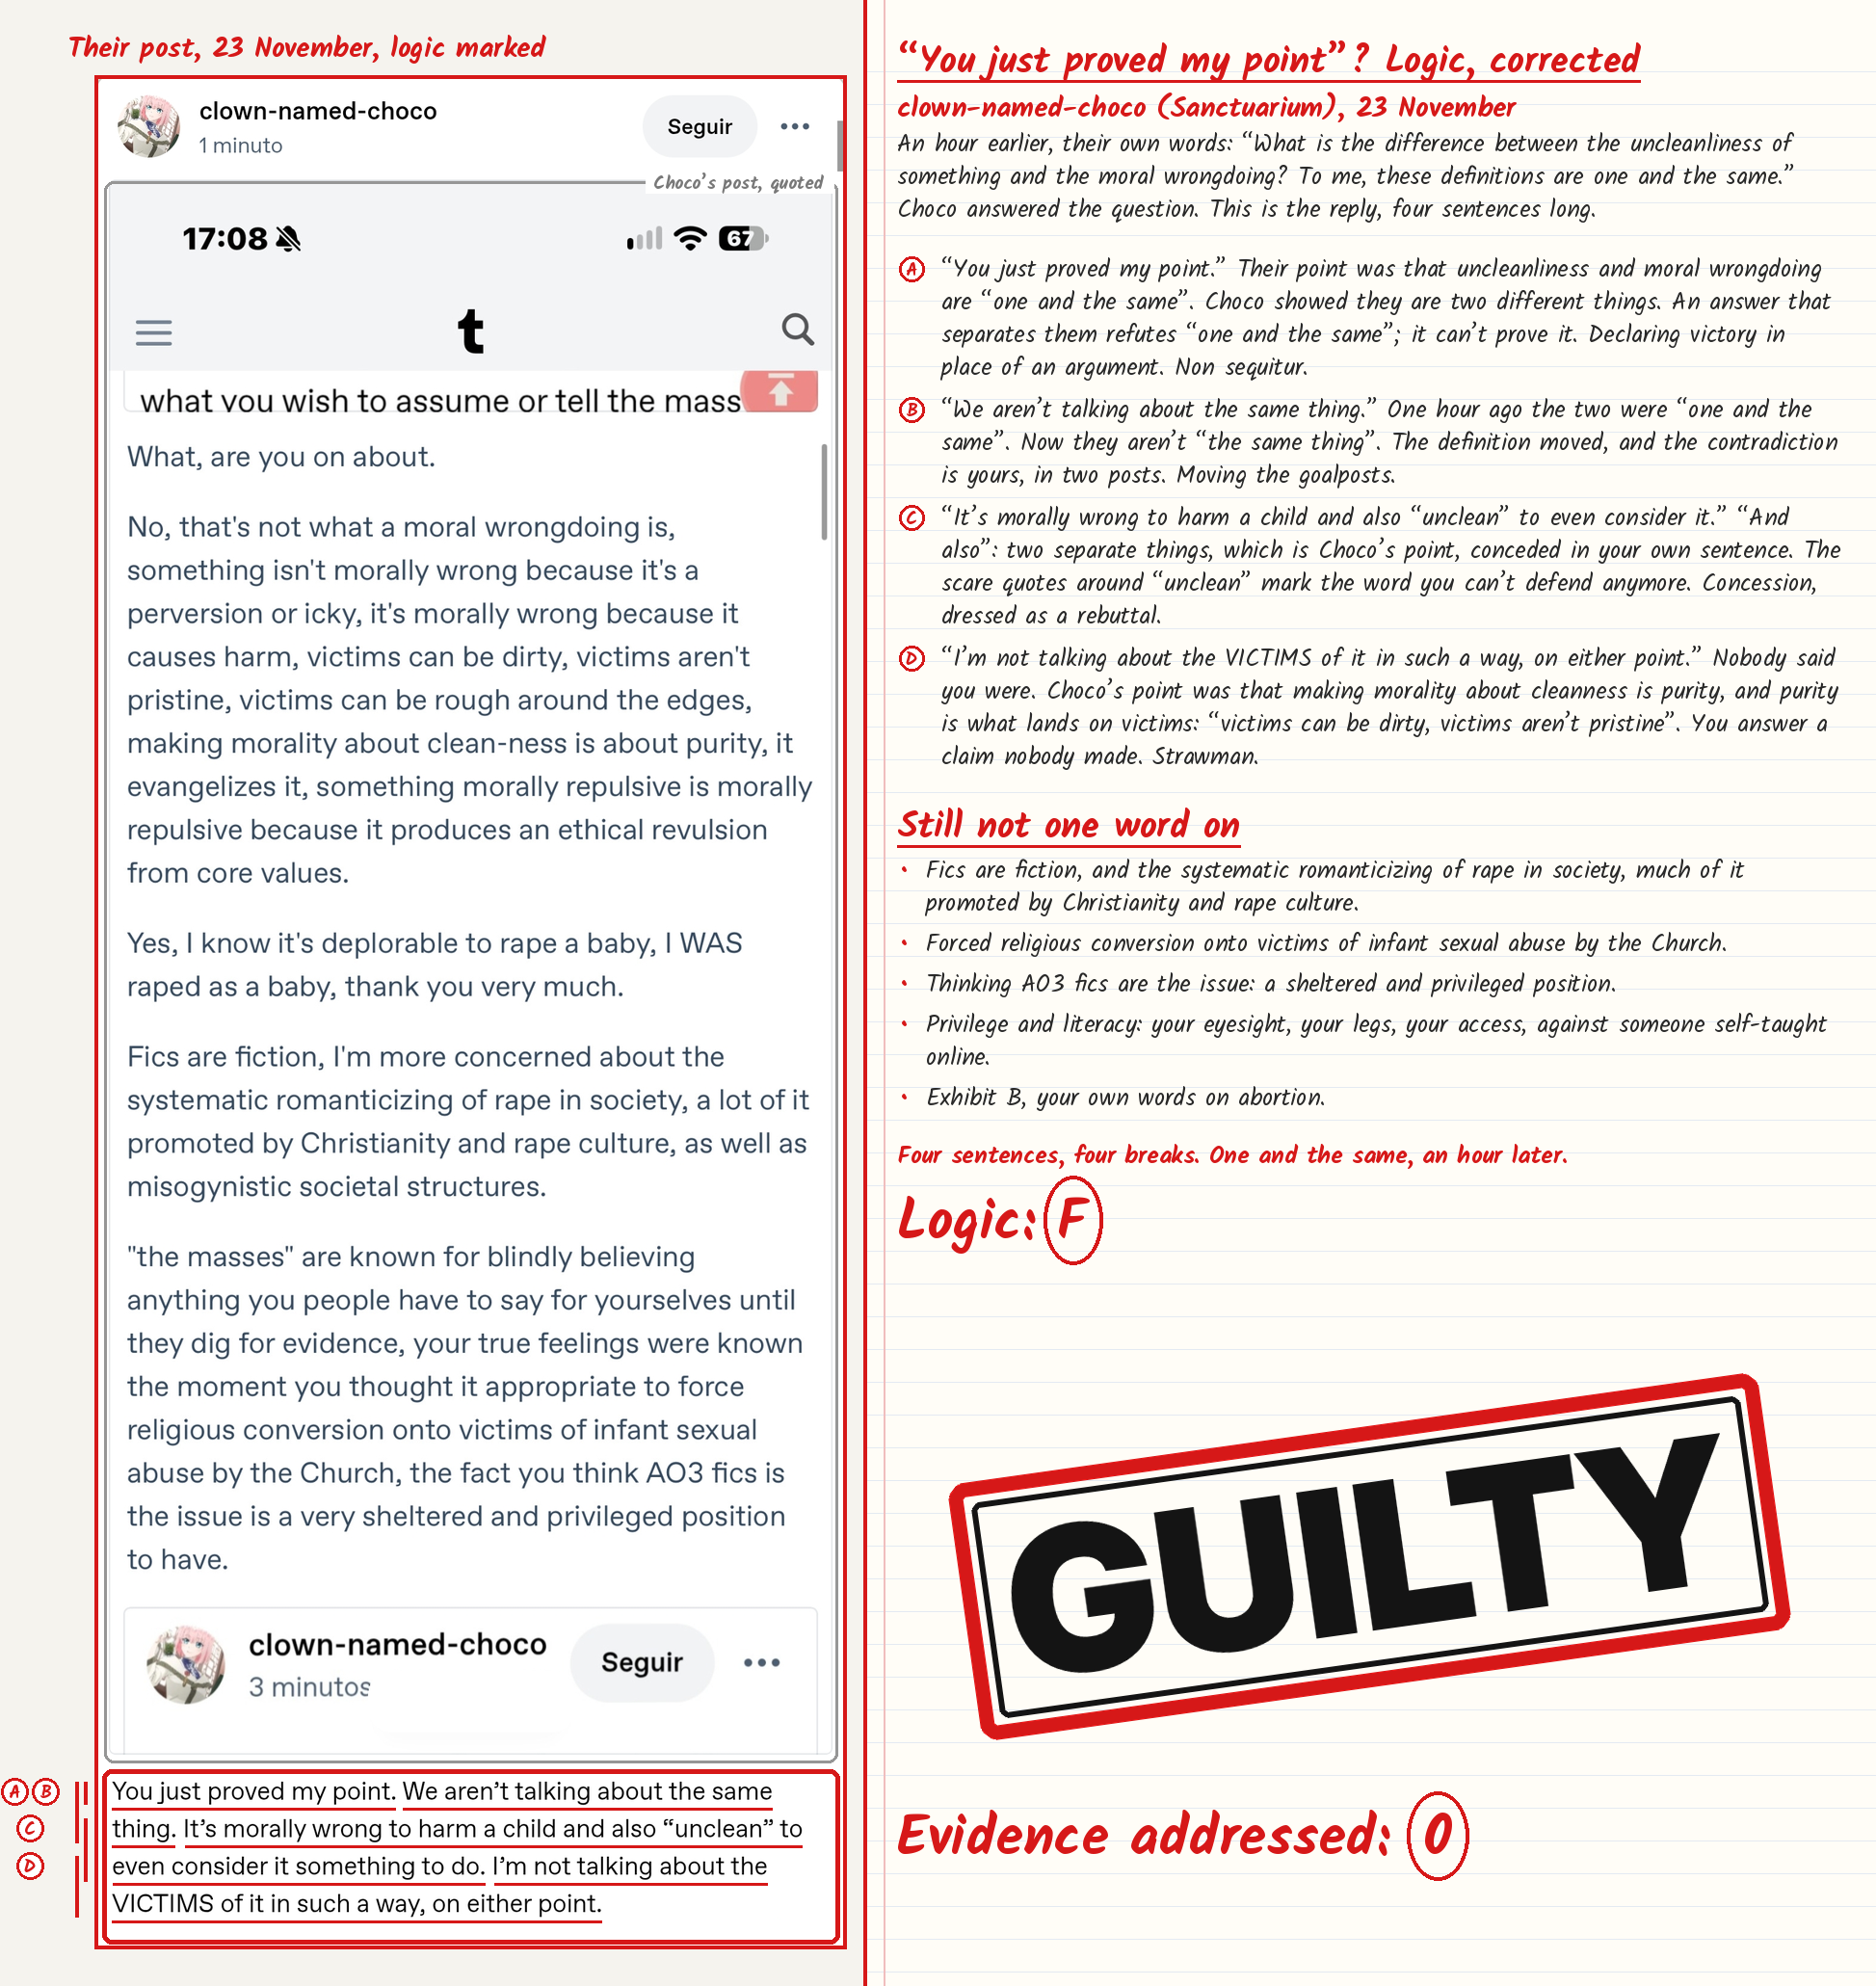 Their post, 23 November, logic marked
clown-named-choco
1 minuto
Seguir
Choco's post, quoted
17:08
67
t
what you wish to assume or tell the mass
What, are you on about.
No, that's not what a moral wrongdoing is,
something isn't morally wrong because it's a
perversion or icky, it's morally wrong because it
causes harm, victims can be dirty, victims aren't
pristine, victims can be rough around the edges,
making morality about clean-ness is about purity, it
evangelizes it, something morally repulsive is morally
repulsive because it produces an ethical revulsion
from core values.
Yes, I know it's deplorable to rape a baby, I WAS
raped as a baby, thank you very much.
Fics are fiction, I'm more concerned about the
systematic romanticizing of rape in society, a lot of it
promoted by Christianity and rape culture, as well as
misogynistic societal structures.
"the masses" are known for blindly believing
anything you people have to say for yourselves until
they dig for evidence, your true feelings were known
the moment you thought it appropriate to force
religious conversion onto victims of infant sexual
abuse by the Church, the fact you think AO3 fics is
the issue is a very sheltered and privileged position
to have.
clown-named-choco
3 minutos
Seguir
A B
C
D
You just proved my point. We aren't talking about the same
thing. It's morally wrong to harm a child and also “unclean” to
even consider it something to do. I'm not talking about the
VICTIMS of it in such a way, on either point.
“You just proved my point”? Logic, corrected
clown-named-choco (Sanctuarium), 23 November
An hour earlier, their own words: “What is the difference between the uncleanliness of
something and the moral wrongdoing? To me, these definitions are one and the same.”
Choco answered the question. This is the reply, four sentences long.
A “You just proved my point.” Their point was that uncleanliness and moral wrongdoing
are “one and the same”. Choco showed they are two different things. An answer that
separates them refutes “one and the same”; it can't prove it. Declaring victory in
place of an argument. Non sequitur.
B “We aren't talking about the same thing.” One hour ago the two were “one and the
same”. Now they aren't “the same thing”. The definition moved, and the contradiction
is yours, in two posts. Moving the goalposts.
C “It's morally wrong to harm a child and also “unclean” to even consider it.” “And
also”: two separate things, which is Choco's point, conceded in your own sentence. The
scare quotes around “unclean” mark the word you can't defend anymore. Concession,
dressed as a rebuttal.
D “I'm not talking about the VICTIMS of it in such a way, on either point.” Nobody said
you were. Choco's point was that making morality about cleanness is purity, and purity
is what lands on victims: “victims can be dirty, victims aren't pristine”. You answer a
claim nobody made. Strawman.
Still not one word on
• Fics are fiction, and the systematic romanticizing of rape in society, much of it
promoted by Christianity and rape culture.
• Forced religious conversion onto victims of infant sexual abuse by the Church.
• Thinking AO3 fics are the issue: a sheltered and privileged position.
• Privilege and literacy: your eyesight, your legs, your access, against someone self-taught
online.
• Exhibit B, your own words on abortion.
Four sentences, four breaks. One and the same, an hour later.
Logic: F
GUILTY
Evidence addressed: 0